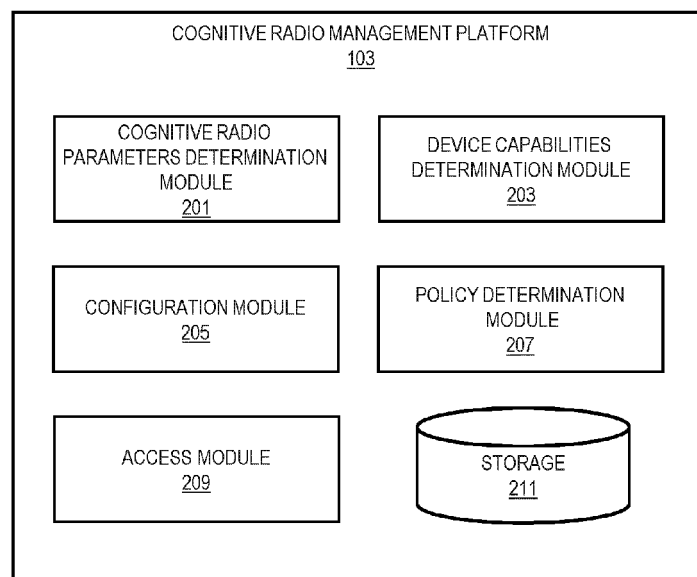 COGNITIVE RADIO MANAGEMENT PLATFORM
103
COGNITIVE RADIO
PARAMETERS DETERMINATION
MODULE
201
DEVICE CAPABILITIES
DETERMINATION MODULE
203
CONFIGURATION MODULE
205
POLICY DETERMINATION
MODULE
207
ACCESS MODULE
209
STORAGE
211